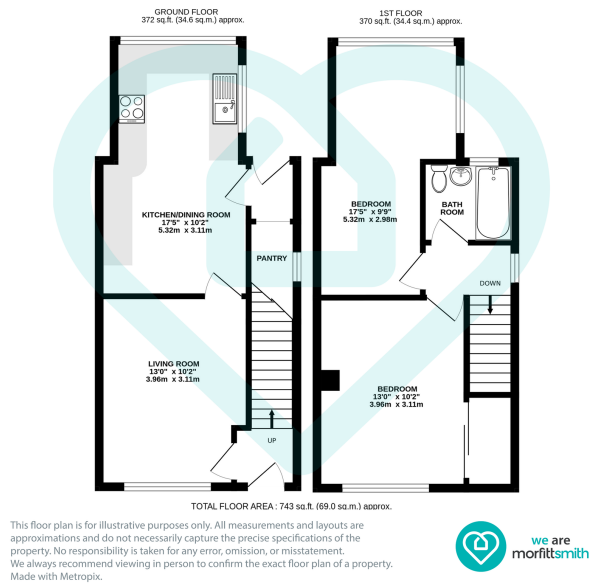 GROUND FLOOR
372 sq.ft. (34.6 sq.m.) approx.
1ST FLOOR
370 sq.ft. (34.4 sq.m.) approx.
KITCHEN/DINING ROOM
17'5" x 10'2"
5.32m x 3.11m
PANTRY
LIVING ROOM
13'0" x 10'2"
3.96m x 3.11m
UP
BEDROOM
17'5" x 9'9"
5.32m x 2.98m
BATH
ROOM
DOWN
BEDROOM
13'0" x 10'2"
3.96m x 3.11m
TOTAL FLOOR AREA : 743 sq.ft. (69.0 sq.m.) approx.
This floor plan is for illustrative purposes only. All measurements and layouts are
approximations and do not necessarily capture the precise specifications of the
property. No responsibility is taken for any error, omission, or misstatement.
We always recommend viewing in person to confirm the exact floor plan of a property.
Made with Metropix.
we are
morfittsmith